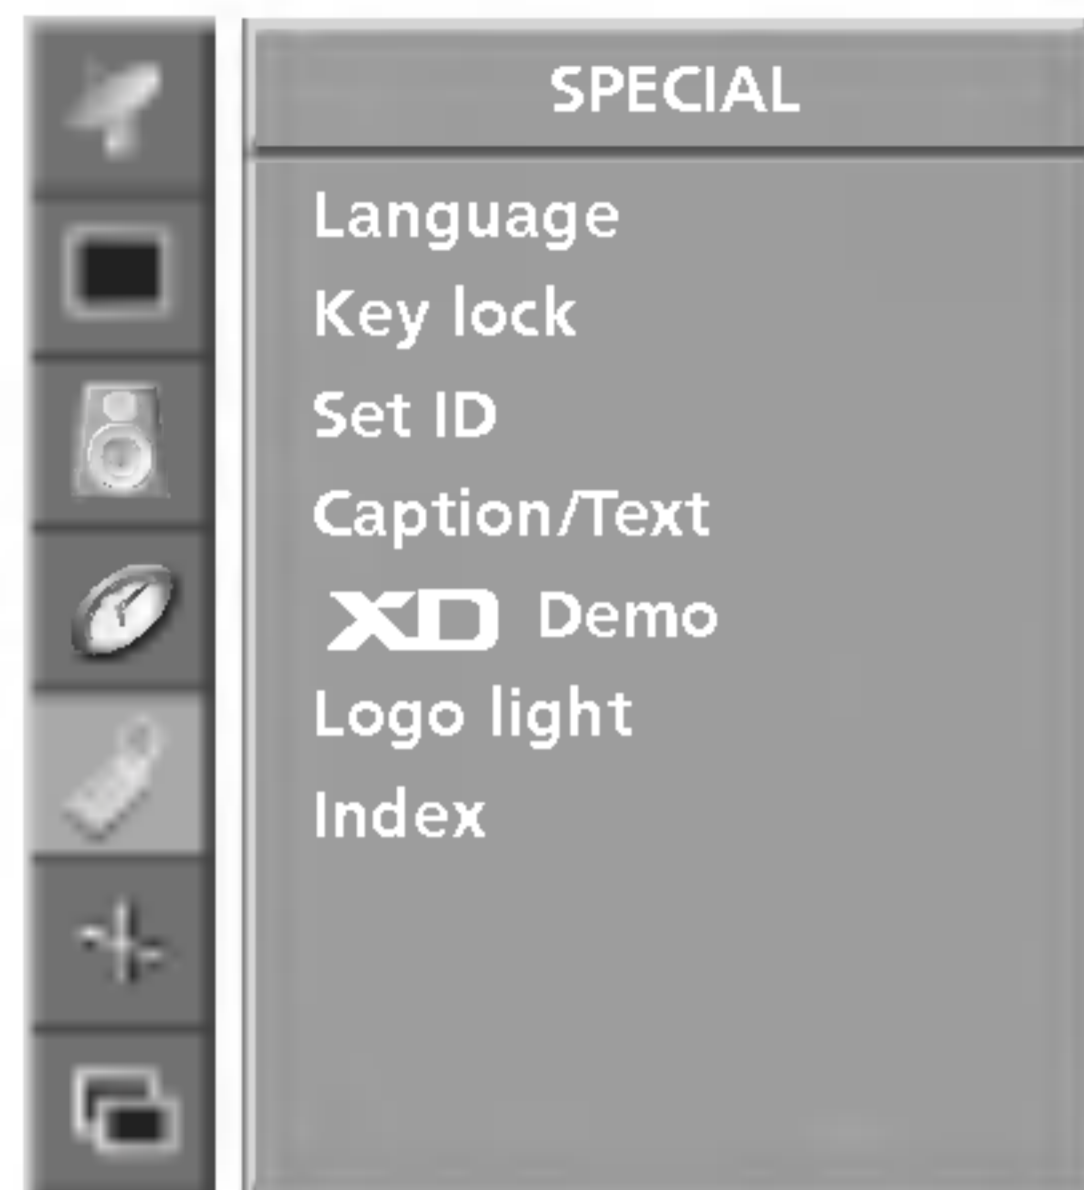 SPECIAL
Language
Key lock
Set ID
Caption/Text
XD Demo
Logo light
Index